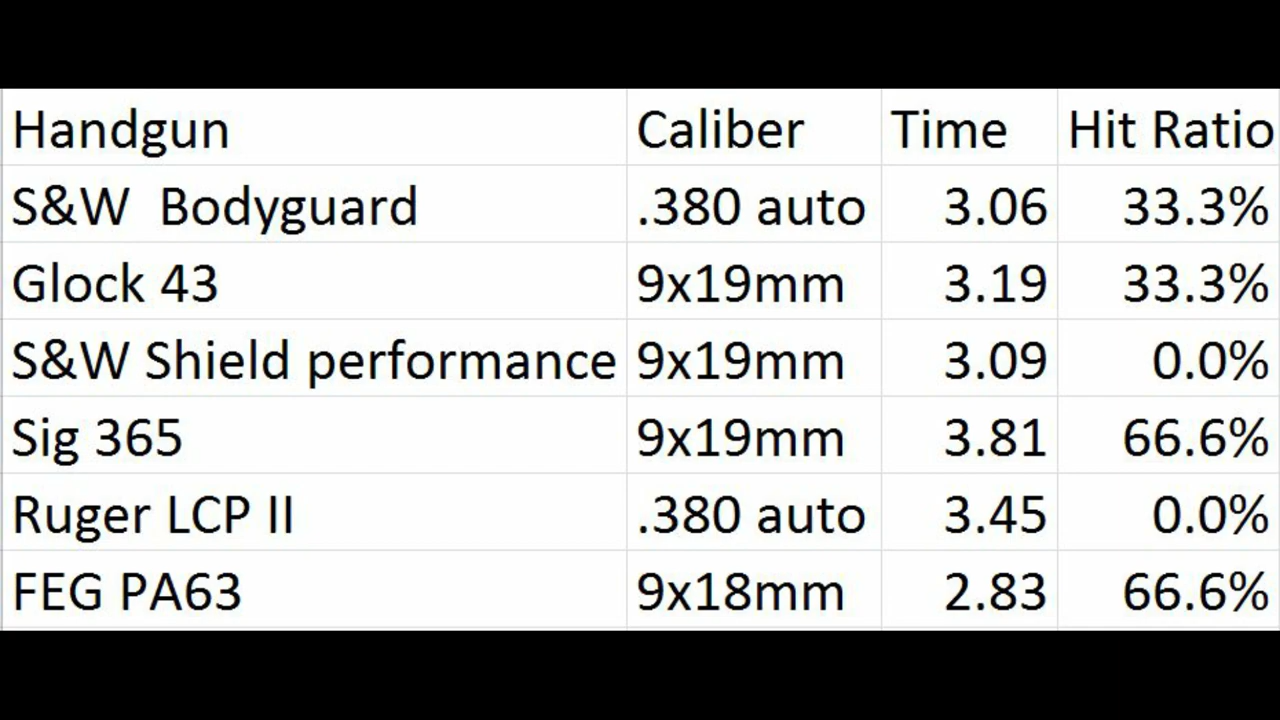 Handgun Caliber Time Hit Ratio
S&W  Bodyguard .380 auto 3.06 33.3%
Glock 43 9x19mm 3.19 33.3%
S&W Shield performance 9x19mm 3.09 0.0%
Sig 365 9x19mm 3.81 66.6%
Ruger LCP II .380 auto 3.45 0.0%
FEG PA63 9x18mm 2.83 66.6%